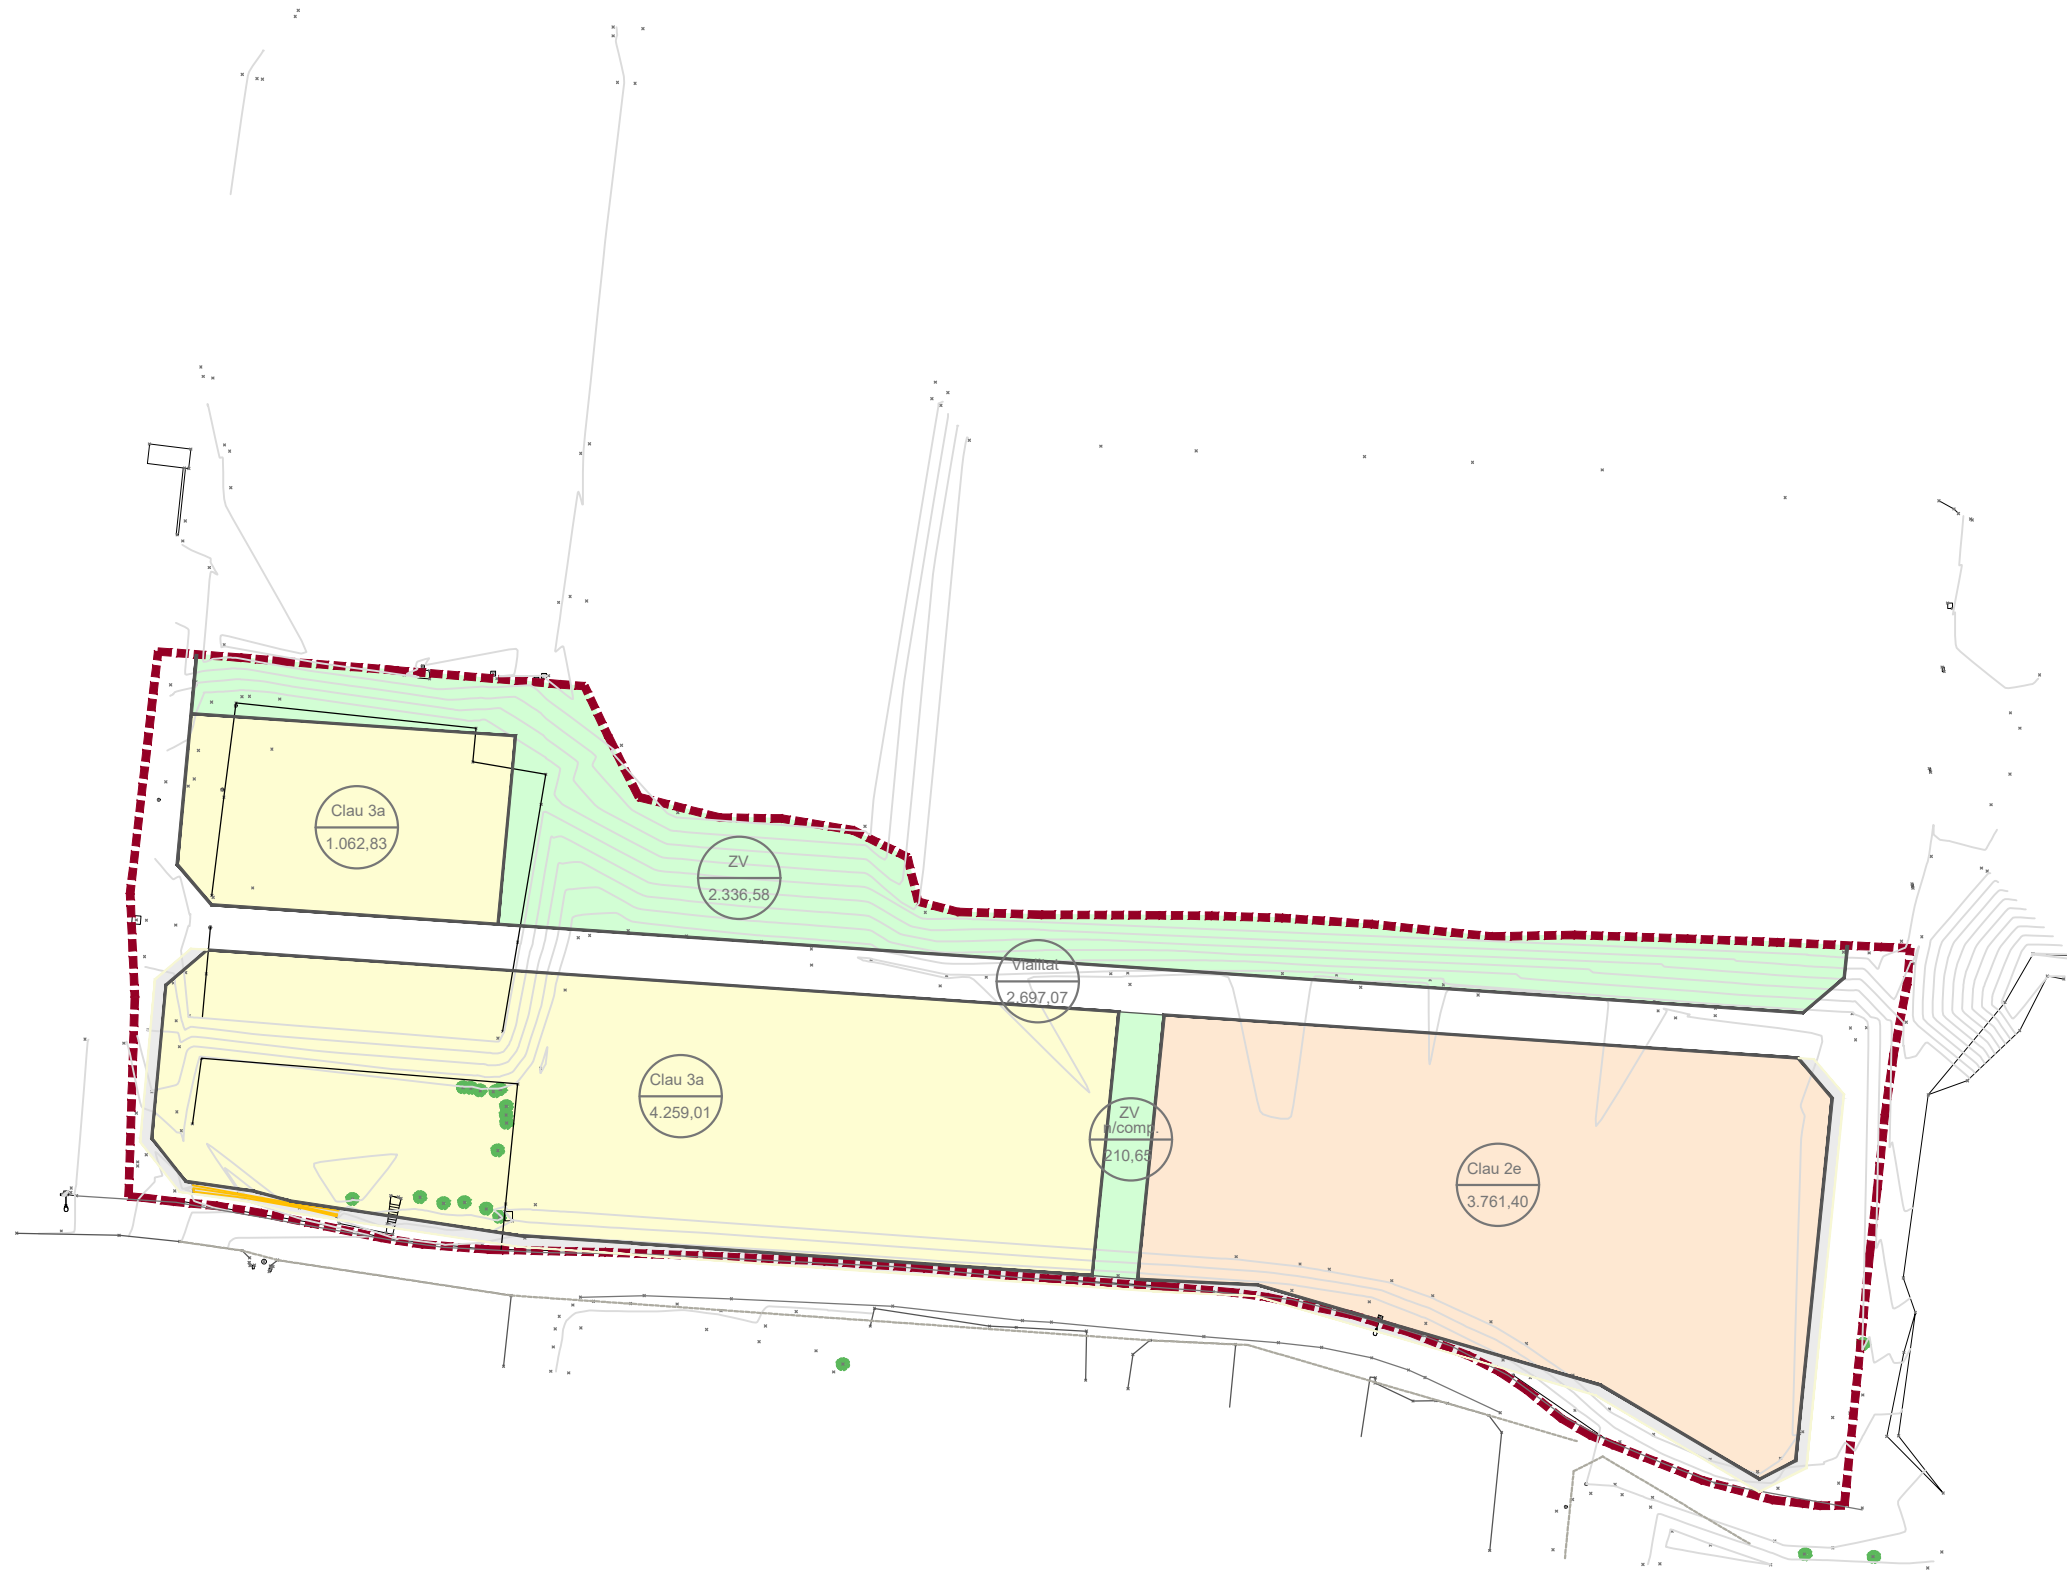 Clau 3a
1.062,83
ZV
2.336,58
Vialitat
2.697,07
Clau 3a
4.259,01
ZV
n/comp.
210,65
Clau 2e
3.761,40